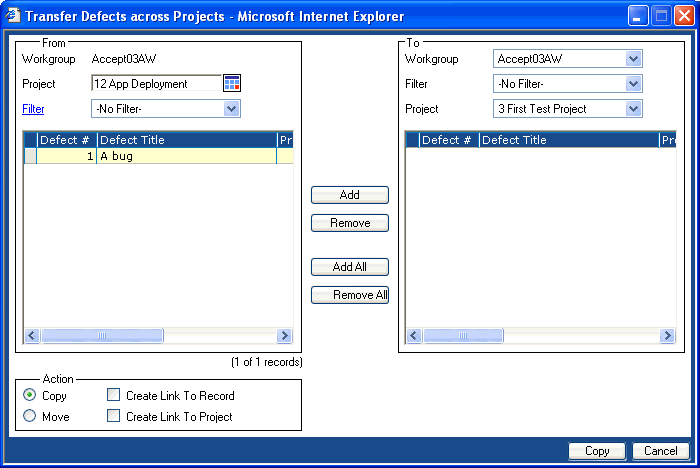 Transfer Defects across Projects - Microsoft Internet Explorer
From
Workgroup Accept03AW
Project 12 App Deployment
Filter -No Filter-
Defect # Defect Title Pr
1 A bug
(1 of 1 records)
Add
Remove
Add All
Remove All
To
Workgroup Accept03AW
Filter -No Filter-
Project 3 First Test Project
Defect # Defect Title Pro
Action
Copy Create Link To Record
Move Create Link To Project
Copy Cancel